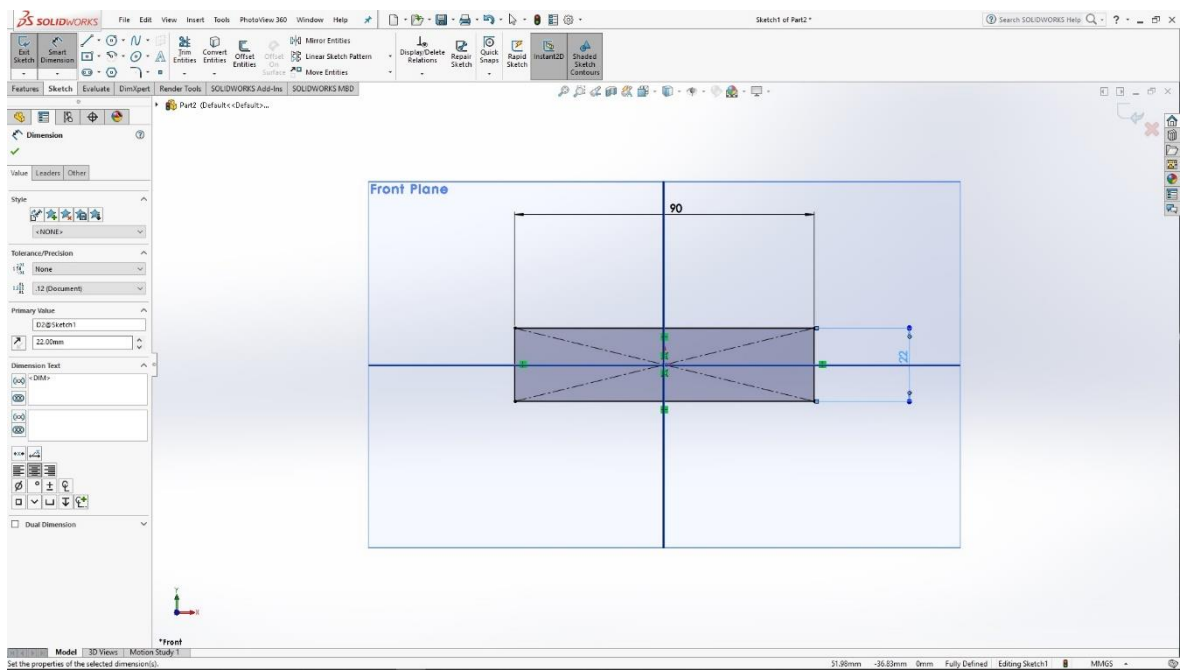 SOLIDWORKS File Edit View Insert Tools PhotoView 360 Window Help Sketch1 of Part2 * Search SOLIDWORKS Help
Exit Sketch Smart Dimension Trim Entities Convert Entities Offset Entities Offset On Surface Mirror Entities Linear Sketch Pattern More Entities Display/Delete Relations Repair Sketch Quick Snaps Rapid Sketch Instant2D Shaded Sketch Contours
Features Sketch Evaluate DimXpert Render Tools SOLIDWORKS Add-Ins SOLIDWORKS MBD
Part2 (Default<<Default>...
Dimension
Value Leaders Other
Front Plane
Style
90
<NONE>
Tolerance/Precision
None
.12 (Document)
Primary Value
D2@Sketch1
22.00mm
22
Dimension Text
<DIM>
Dual Dimension
Y
X
*Front
Model 3D Views Motion Study 1
Set the properties of the selected dimension(s). 51.98mm -36.83mm 0mm Fully Defined Editing Sketch1 MMGS